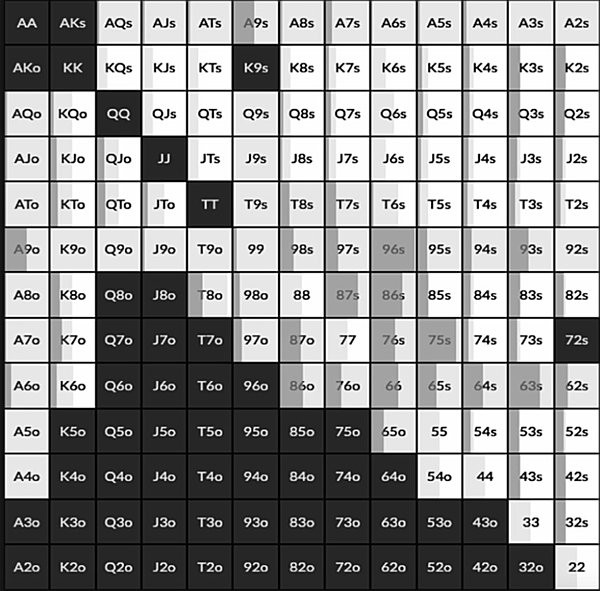 AA AKs AQs AJs ATs A9s A8s A7s A6s A5s A4s A3s A2s
AKo KK KQs KJs KTs K9s K8s K7s K6s K5s K4s K3s K2s
AQo KQo QQ QJs QTs Q9s Q8s Q7s Q6s Q5s Q4s Q3s Q2s
AJo KJo QJo JJ JTs J9s J8s J7s J6s J5s J4s J3s J2s
ATo KTo QTo JTo TT T9s T8s T7s T6s T5s T4s T3s T2s
A9o K9o Q9o J9o T9o 99 98s 97s 96s 95s 94s 93s 92s
A8o K8o Q8o J8o T8o 98o 88 87s 86s 85s 84s 83s 82s
A7o K7o Q7o J7o T7o 97o 87o 77 76s 75s 74s 73s 72s
A6o K6o Q6o J6o T6o 96o 86o 76o 66 65s 64s 63s 62s
A5o K5o Q5o J5o T5o 95o 85o 75o 65o 55 54s 53s 52s
A4o K4o Q4o J4o T4o 94o 84o 74o 64o 54o 44 43s 42s
A3o K3o Q3o J3o T3o 93o 83o 73o 63o 53o 43o 33 32s
A2o K2o Q2o J2o T2o 92o 82o 72o 62o 52o 42o 32o 22